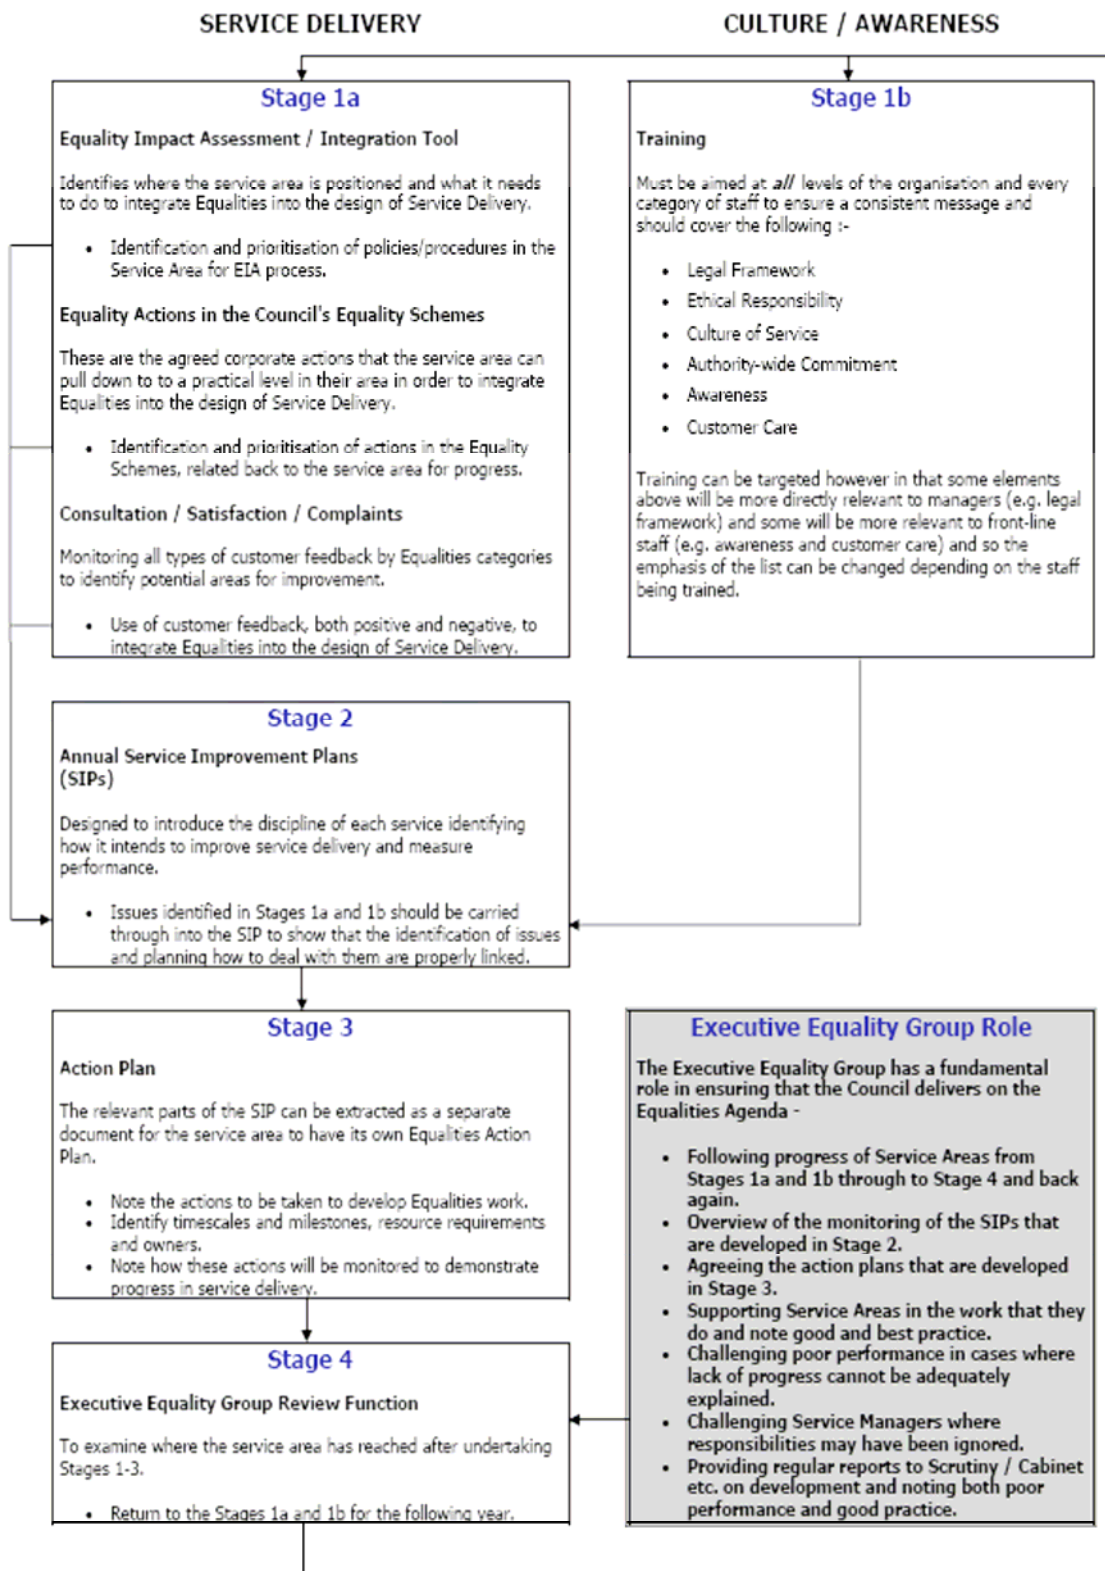 SERVICE DELIVERY
CULTURE / AWARENESS
Stage 1a
Equality Impact Assessment / Integration Tool
Identifies where the service area is positioned and what it needs
to do to integrate Equalities into the design of Service Delivery.
• Identification and prioritisation of policies/procedures in the
Service Area for EIA process.
Equality Actions in the Council's Equality Schemes
These are the agreed corporate actions that the service area can
pull down to to a practical level in their area in order to integrate
Equalities into the design of Service Delivery.
• Identification and prioritisation of actions in the Equality
Schemes, related back to the service area for progress.
Consultation / Satisfaction / Complaints
Monitoring all types of customer feedback by Equalities categories
to identify potential areas for improvement.
• Use of customer feedback, both positive and negative, to
integrate Equalities into the design of Service Delivery.
Stage 1b
Training
Must be aimed at all levels of the organisation and every
category of staff to ensure a consistent message and
should cover the following :-
• Legal Framework
• Ethical Responsibility
• Culture of Service
• Authority-wide Commitment
• Awareness
• Customer Care
Training can be targeted however in that some elements
above will be more directly relevant to managers (e.g. legal
framework) and some will be more relevant to front-line
staff (e.g. awareness and customer care) and so the
emphasis of the list can be changed depending on the staff
being trained.
Stage 2
Annual Service Improvement Plans
(SIPs)
Designed to introduce the discipline of each service identifying
how it intends to improve service delivery and measure
performance.
• Issues identified in Stages 1a and 1b should be carried
through into the SIP to show that the identification of issues
and planning how to deal with them are properly linked.
Stage 3
Action Plan
The relevant parts of the SIP can be extracted as a separate
document for the service area to have its own Equalities Action
Plan.
• Note the actions to be taken to develop Equalities work.
• Identify timescales and milestones, resource requirements
and owners.
• Note how these actions will be monitored to demonstrate
progress in service delivery.
Stage 4
Executive Equality Group Review Function
To examine where the service area has reached after undertaking
Stages 1-3.
• Return to the Stages 1a and 1b for the following year.
Executive Equality Group Role
The Executive Equality Group has a fundamental
role in ensuring that the Council delivers on the
Equalities Agenda -
• Following progress of Service Areas from
Stages 1a and 1b through to Stage 4 and back
again.
• Overview of the monitoring of the SIPs that
are developed in Stage 2.
• Agreeing the action plans that are developed
in Stage 3.
• Supporting Service Areas in the work that they
do and note good and best practice.
• Challenging poor performance in cases where
lack of progress cannot be adequately
explained.
• Challenging Service Managers where
responsibilities may have been ignored.
• Providing regular reports to Scrutiny / Cabinet
etc. on development and noting both poor
performance and good practice.